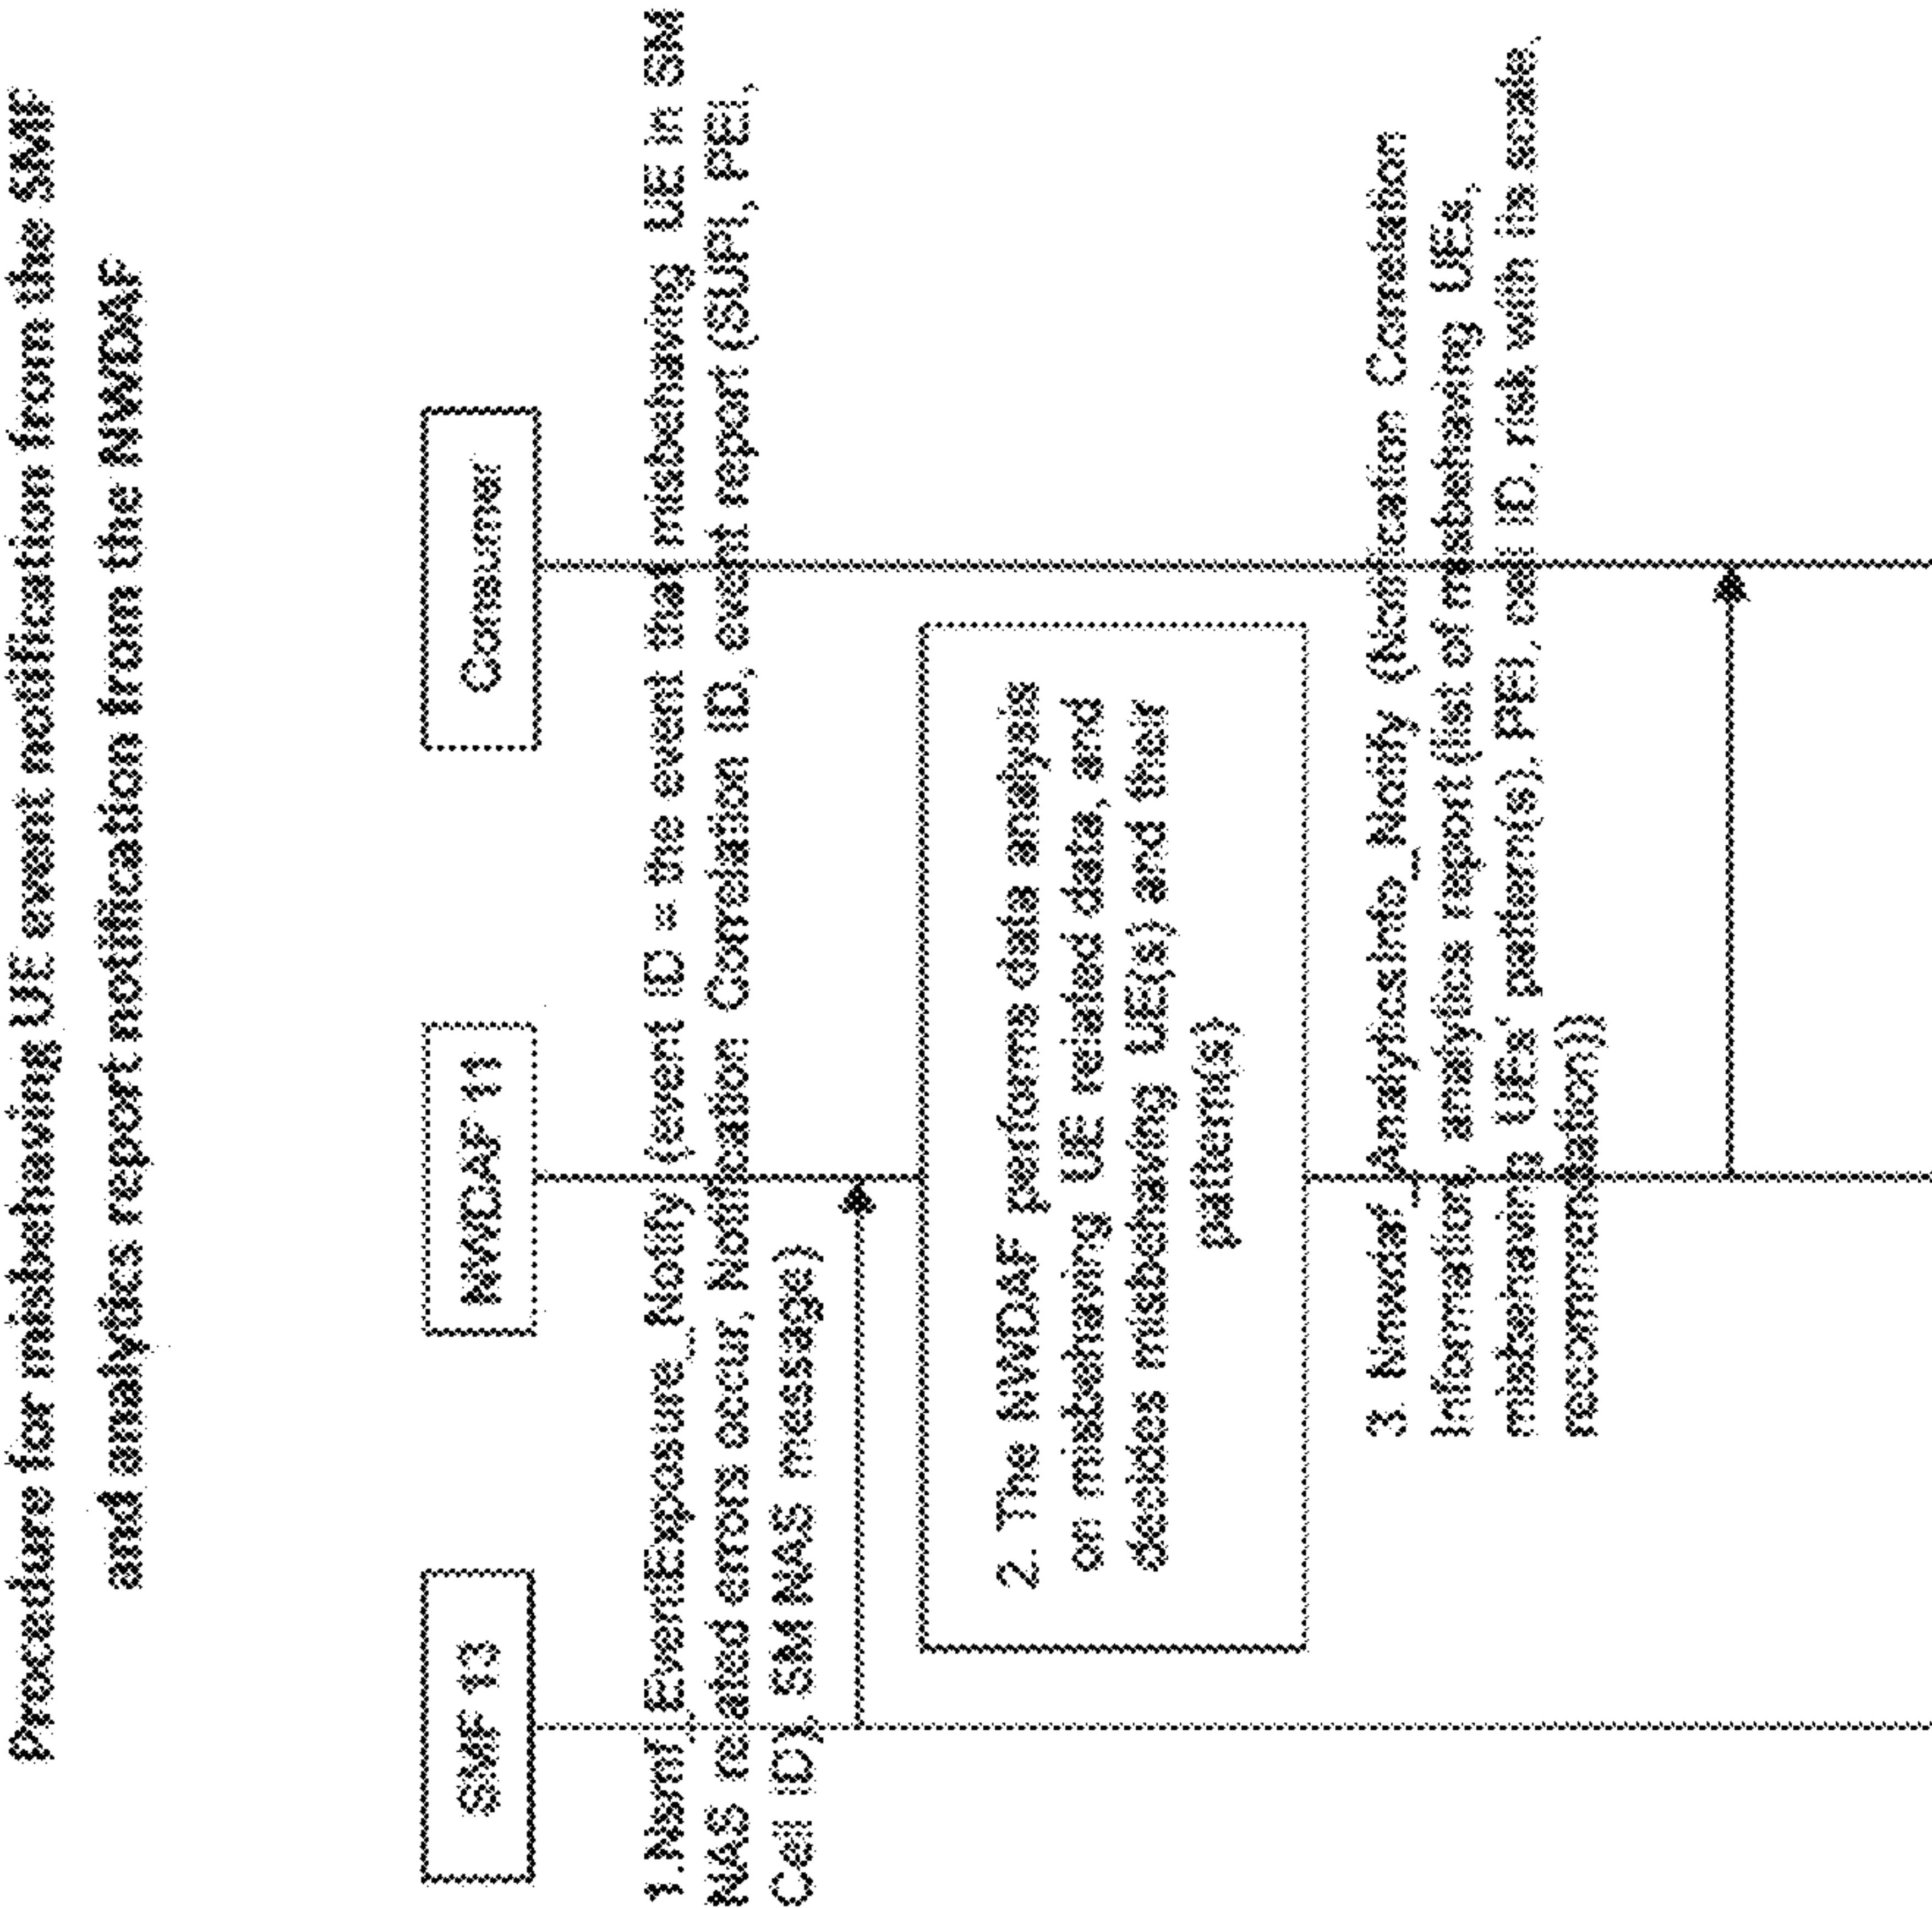 Procedure for misbehaving UE event notification from the SMF
and analytics report notification from the NWDAF
SMF 13
NWDAF 11
Consumer
1.Nsmf_EventExposure_Notify (event ID = the event that misbehaving UE in SM
NAS related errors occur, Notification Correlation ID, event report (SUPI, PEI,
Cell ID), SM NAS message)
2. The NWDAF performs data analysis
on misbehaving UE related data, and
decides misbehaving UE(s) and their
pattern(s)
3. Nnwdaf_AnalyticsInfo_Notify (Notification Correlation
Information, analytics report (list of misbehaving UEs,
misbehaving UEs' pattern(s), PEI, cell ID, risk with its scale,
recommendation))